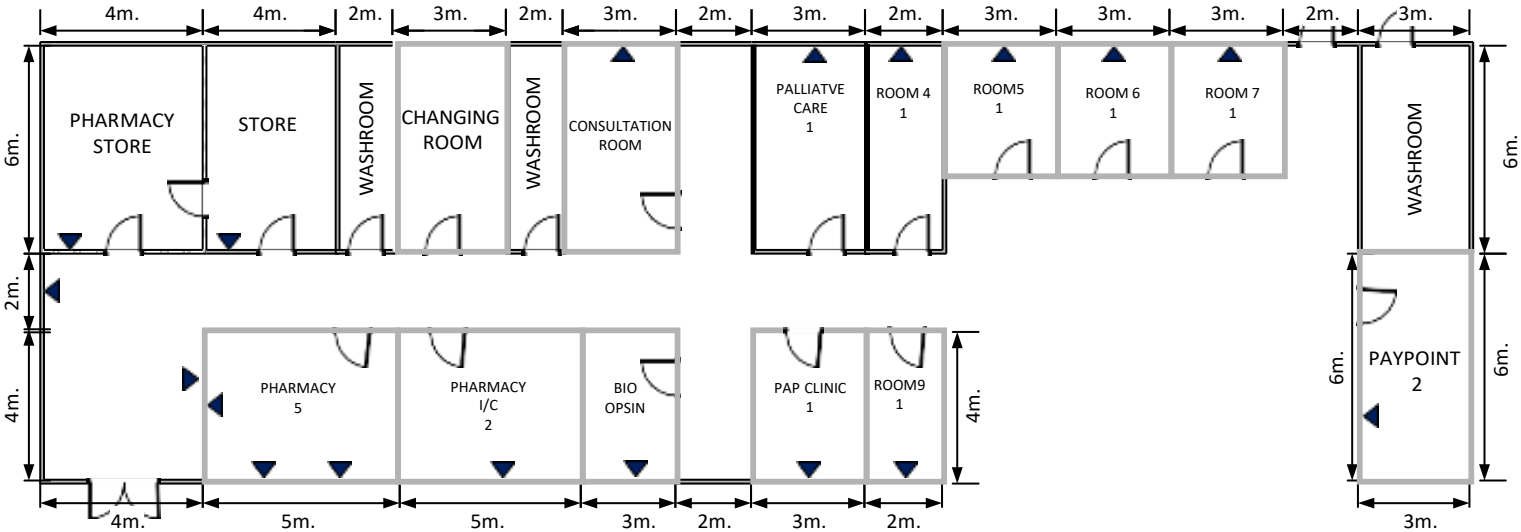 4m. 4m. 2m. 3m. 2m. 3m. 2m. 3m. 2m. 3m. 3m. 3m. 2m. 3m.
6m.
PHARMACY
STORE
STORE
WASHROOM
CHANGING
ROOM
WASHROOM
CONSULTATION
ROOM
PALLIATVE
CARE
1
ROOM 4
1
ROOM5
1
ROOM 6
1
ROOM 7
1
WASHROOM
6m.
2m.
4m.
PHARMACY
5
PHARMACY
I/C
2
BIO
OPSIN
PAP CLINIC
1
ROOM9
1
4m.
6m.
PAYPOINT
2
6m.
4m. 5m. 5m. 3m. 2m. 3m. 2m. 3m.